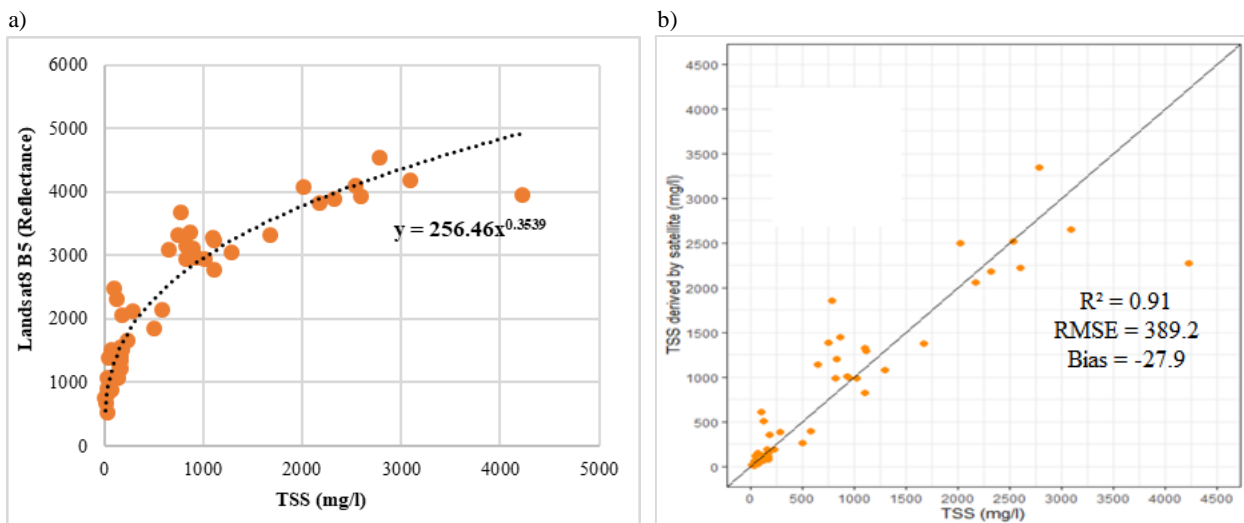 a)
6000
5000
4000
3000
2000
1000
0
Landsat8 B5 (Reflectance)
y = 256.46x^0.3539
0 1000 2000 3000 4000 5000
TSS (mg/l)
b)
4500
4000
3500
3000
2500
2000
1500
1000
500
0
TSS derived by satellite (mg/l)
R² = 0.91
RMSE = 389.2
Bias = -27.9
0 500 1000 1500 2000 2500 3000 3500 4000 4500
TSS (mg/l)